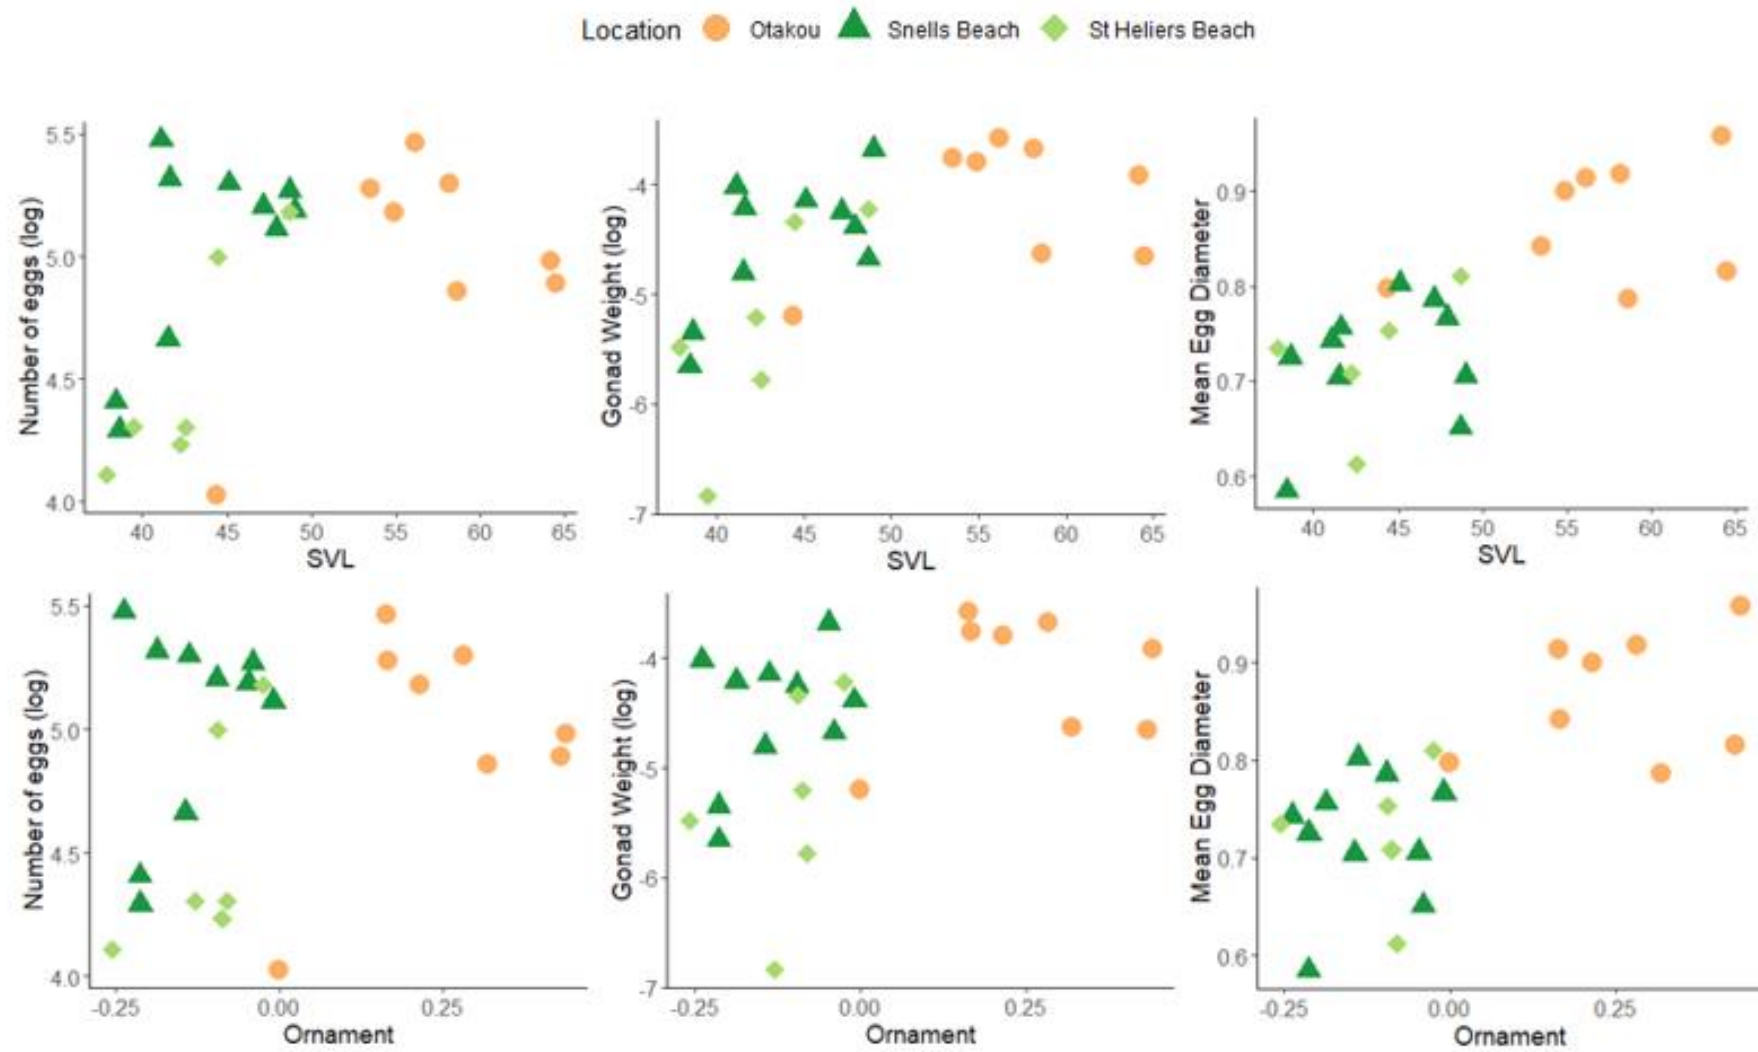 Location Otakou Snells Beach St Heliers Beach
Number of eggs (log)
5.5
5.0
4.5
4.0
40 45 50 55 60 65
SVL
Gonad Weight (log)
-4
-5
-6
-7
40 45 50 55 60 65
SVL
Mean Egg Diameter
0.9
0.8
0.7
0.6
40 45 50 55 60 65
SVL
Number of eggs (log)
5.5
5.0
4.5
4.0
-0.25 0.00 0.25
Ornament
Gonad Weight (log)
-4
-5
-6
-7
-0.25 0.00 0.25
Ornament
Mean Egg Diameter
0.9
0.8
0.7
0.6
-0.25 0.00 0.25
Ornament